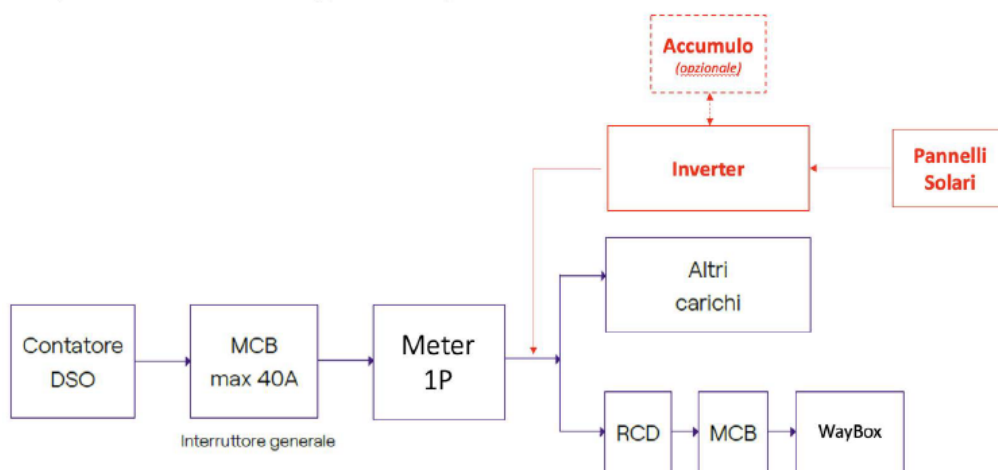 Accumulo
(opzionale)
Inverter
Pannelli
Solari
Altri
carichi
Contatore
DSO
MCB
max 40A
Meter
1P
Interruttore generale
RCD
MCB
WayBox